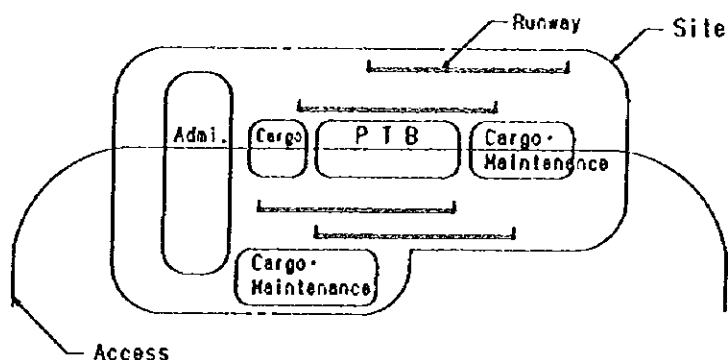 Runway
Site
Admi.
Cargo
P T B
Cargo・
Maintenance
Cargo・
Maintenance
Access